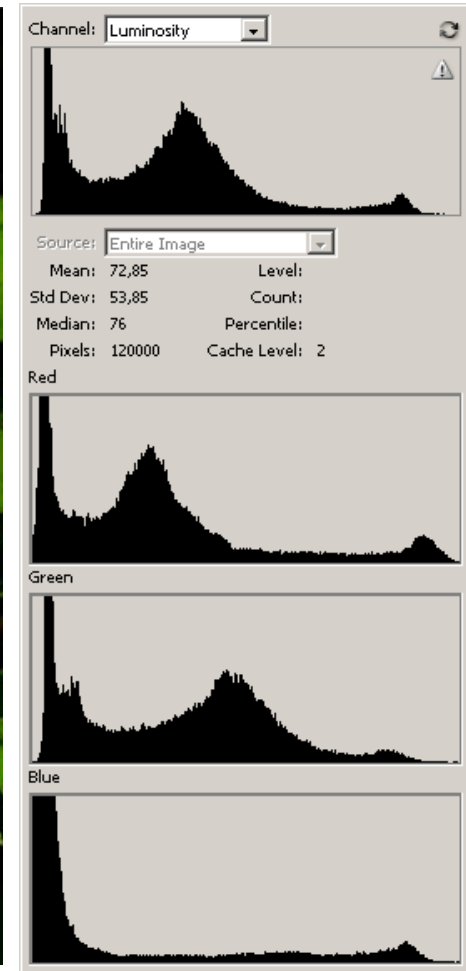 Channel: Luminosity
Source: Entire Image
Mean: 72,85 Level:
Std Dev: 53,85 Count:
Median: 76 Percentile:
Pixels: 120000 Cache Level: 2
Red
Green
Blue